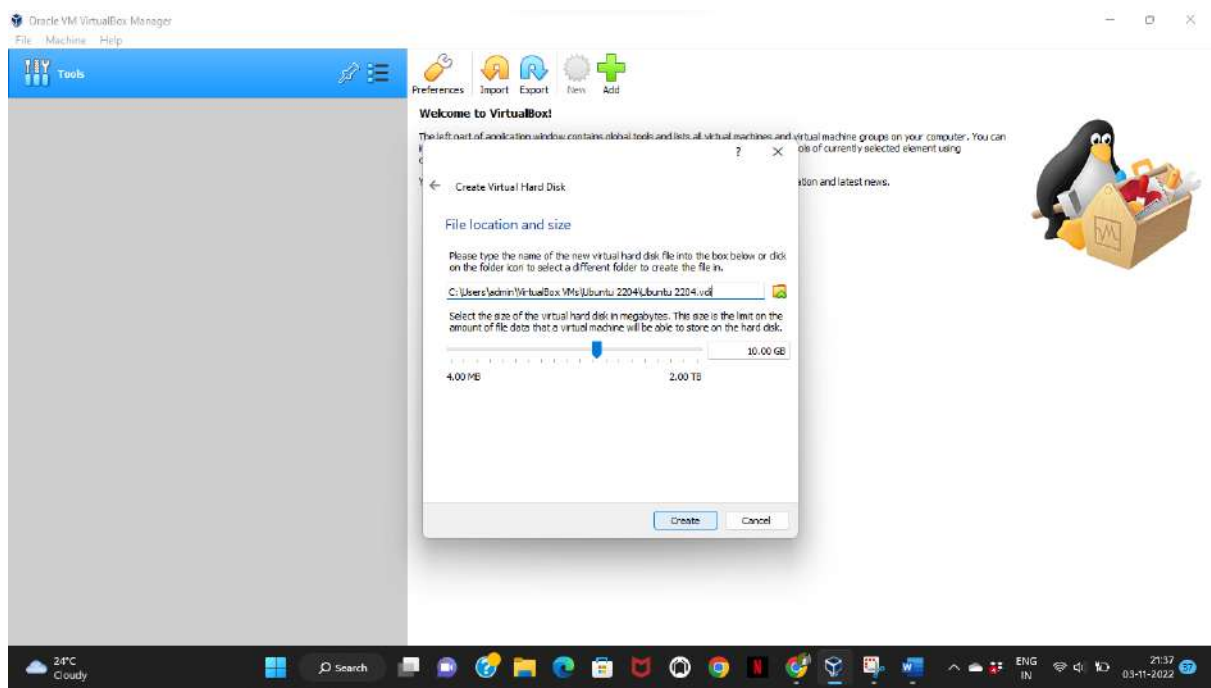 Oracle VM VirtualBox Manager
File Machine Help
Tools
Preferences Import Export New Add
Welcome to VirtualBox!
The left part of application window contains global tools and lists all virtual machines and virtual machine groups on your computer. You can
ols of currently selected element using
ation and latest news.
? ×
Create Virtual Hard Disk
File location and size
Please type the name of the new virtual hard disk file into the box below or click
on the folder icon to select a different folder to create the file in.
C:\Users\admin\VirtualBox VMs\Ubuntu 2204\Ubuntu 2204.vdi
Select the size of the virtual hard disk in megabytes. This size is the limit on the
amount of file data that a virtual machine will be able to store on the hard disk.
10.00 GB
4.00 MB 2.00 TB
Create Cancel
24°C
Cloudy
Search
ENG
IN
21:37
03-11-2022
37